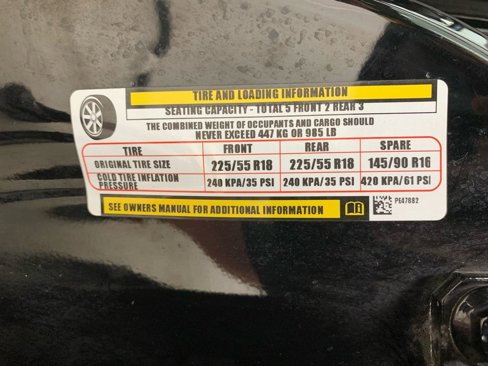 TIRE AND LOADING INFORMATION
SEATING CAPACITY - TOTAL 5 FRONT 2 REAR 3
THE COMBINED WEIGHT OF OCCUPANTS AND CARGO SHOULD
NEVER EXCEED 447 KG OR 985 LB
TIRE FRONT REAR SPARE
ORIGINAL TIRE SIZE 225/55 R18 225/55 R18 145/90 R16
COLD TIRE INFLATION PRESSURE 240 KPA/35 PSI 240 KPA/35 PSI 420 KPA/61 PSI
SEE OWNERS MANUAL FOR ADDITIONAL INFORMATION
PE47882